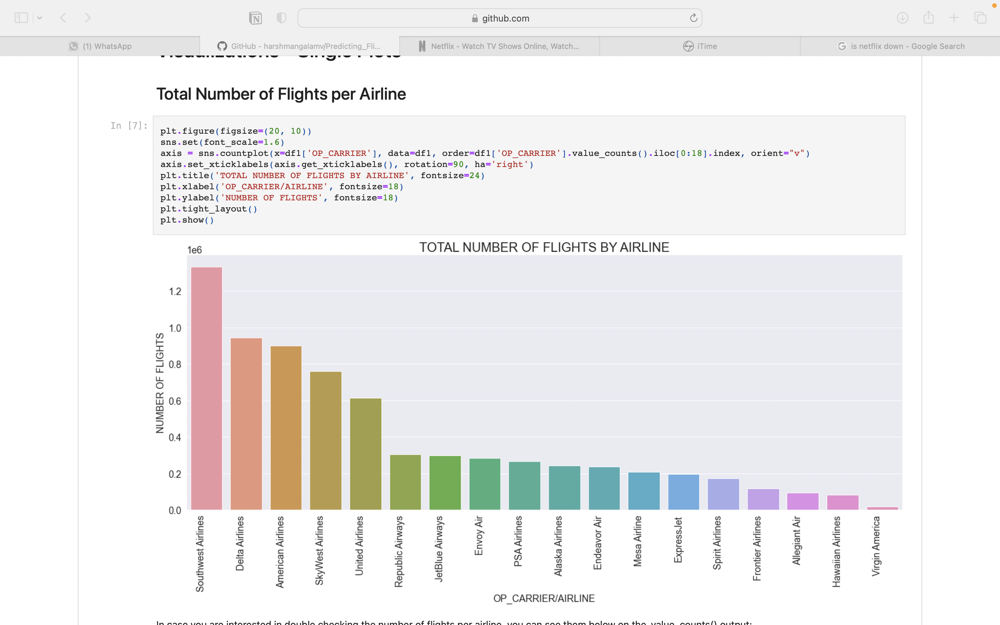 github.com
(1) WhatsApp
GitHub - harshmangalamv/Predicting_Fli...
Netflix - Watch TV Shows Online, Watch...
iTime
is netflix down - Google Search
Visualizations - Single Plots
Total Number of Flights per Airline
In [7]:
plt.figure(figsize=(20, 10))
sns.set(font_scale=1.6)
axis = sns.countplot(x=df1['OP_CARRIER'], data=df1, order=df1['OP_CARRIER'].value_counts().iloc[0:18].index, orient="v")
axis.set_xticklabels(axis.get_xticklabels(), rotation=90, ha='right')
plt.title('TOTAL NUMBER OF FLIGHTS BY AIRLINE', fontsize=24)
plt.xlabel('OP_CARRIER/AIRLINE', fontsize=18)
plt.ylabel('NUMBER OF FLIGHTS', fontsize=18)
plt.tight_layout()
plt.show()
TOTAL NUMBER OF FLIGHTS BY AIRLINE
1e6
1.2
1.0
0.8
0.6
0.4
0.2
0.0
NUMBER OF FLIGHTS
Southwest Airlines
Delta Airlines
American Airlines
SkyWest Airlines
United Airlines
Republic Airways
JetBlue Airways
Envoy Air
PSA Airlines
Alaska Airlines
Endeavor Air
Mesa Airline
ExpressJet
Spirit Airlines
Frontier Airlines
Allegiant Air
Hawaiian Airlines
Virgin America
OP_CARRIER/AIRLINE
In case you are interested in double checking the number of flights per airline, you can see them below on the .value_counts() output: